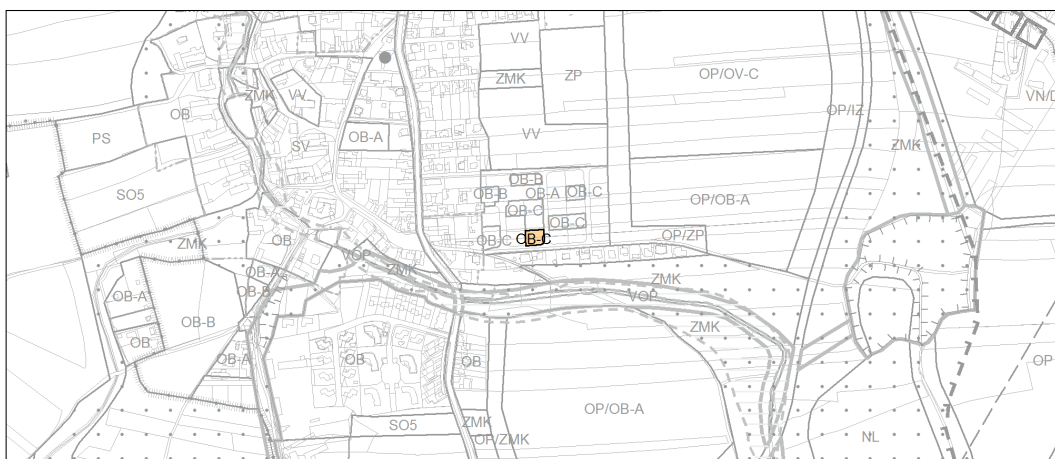 VV
ZP
OP/OV-C
ZMK
ZMK
VV
VN/D
OB
OP/IZ
PS
OB-A
VV
ZMK
SV
OB-B
SO5
OB-B
OB-A
OB-C
OP/OB-A
OB-C
OB-C
ZMK
OB
OB-C
OB-C
OP/ZP
VOP
OB-A
ZMK
ZMK
OB-A
OB-B
VOP
OB-B
ZMK
OB
OB-A
OB
OB
OP
OP/OB-A
SO5
ZMK
OP/ZMK
NL